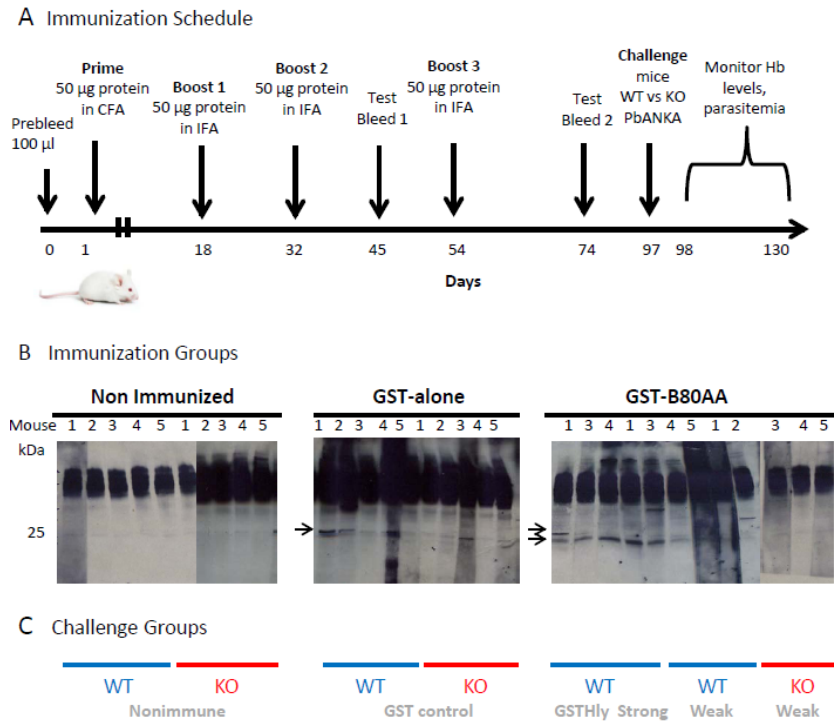 A Immunization Schedule
Prebleed
100 µl
Prime
50 µg protein
in CFA
Boost 1
50 µg protein
in IFA
Boost 2
50 µg protein
in IFA
Test
Bleed 1
Boost 3
50 µg protein
in IFA
Test
Bleed 2
Challenge
mice
WT vs KO
PbANKA
Monitor Hb
levels,
parasitemia
0 1 18 32 45 54 74 97 98 130
Days
B Immunization Groups
Non Immunized GST-alone GST-B80AA
Mouse 1 2 3 4 5 1 2 3 4 5 1 2 3 4 5 1 2 3 4 5 1 3 4 1 3 4 5 1 2 3 4 5
kDa
25
C Challenge Groups
WT KO WT KO WT WT KO
Nonimmune GST control GSTHly Strong Weak Weak